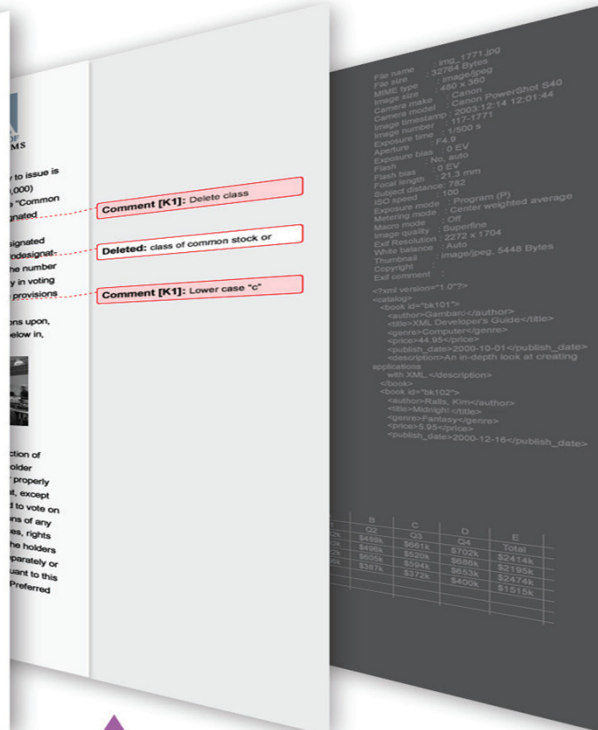 OF
MS
to issue is
,000)
"Common
gnated
signated
ndesignat-
he number
y in voting
provisions
ons upon,
elow in,
ction of
older
properly
t, except
d to vote on
ns of any
es, rights
he holders
parately or
uant to this
Preferred
Comment [K1]: Delete class
Deleted: class of common stock or
Comment [K1]: Lower case "c"
File name : img_1771.jpg
File size : 32764 Bytes
MIME type : image/jpeg
Image size : 480 x 360
Camera make : Canon
Camera model : Canon PowerShot S40
Image timestamp : 2003:12:14 12:01:44
Image number : 117-1771
Exposure time : 1/500 s
Aperture : F4.9
Exposure bias : 0 EV
Flash : No, auto
Flash bias : 0 EV
Focal length : 21.3 mm
Subject distance: 782
ISO speed : 100
Exposure mode : Program (P)
Metering mode : Center weighted average
Macro mode : Off
Image quality : Superfine
Exif Resolution : 2272 x 1704
White balance : Auto
Thumbnail : image/jpeg, 5448 Bytes
Copyright :
Exif comment :
<?xml version="1.0"?>
<catalog>
<book id="bk101">
<author>Gambaro</author>
<title>XML Developer's Guide</title>
<genre>Computer</genre>
<price>44.95</price>
<publish_date>2000-10-01</publish_date>
<description>An in-depth look at creating
applications
with XML.</description>
</book>
<book id="bk102">
<author>Ralls, Kim</author>
<title>Midnight </title>
<genre>Fantasy</genre>
<price>5.95</price>
<publish_date>2000-12-16</publish_date>
B C D E
Q2 Q3 Q4 Total
$489k $661k $702k $2414k
$496k $520k $686k $2195k
$605k $594k $653k $2474k
$387k $372k $400k $1515k